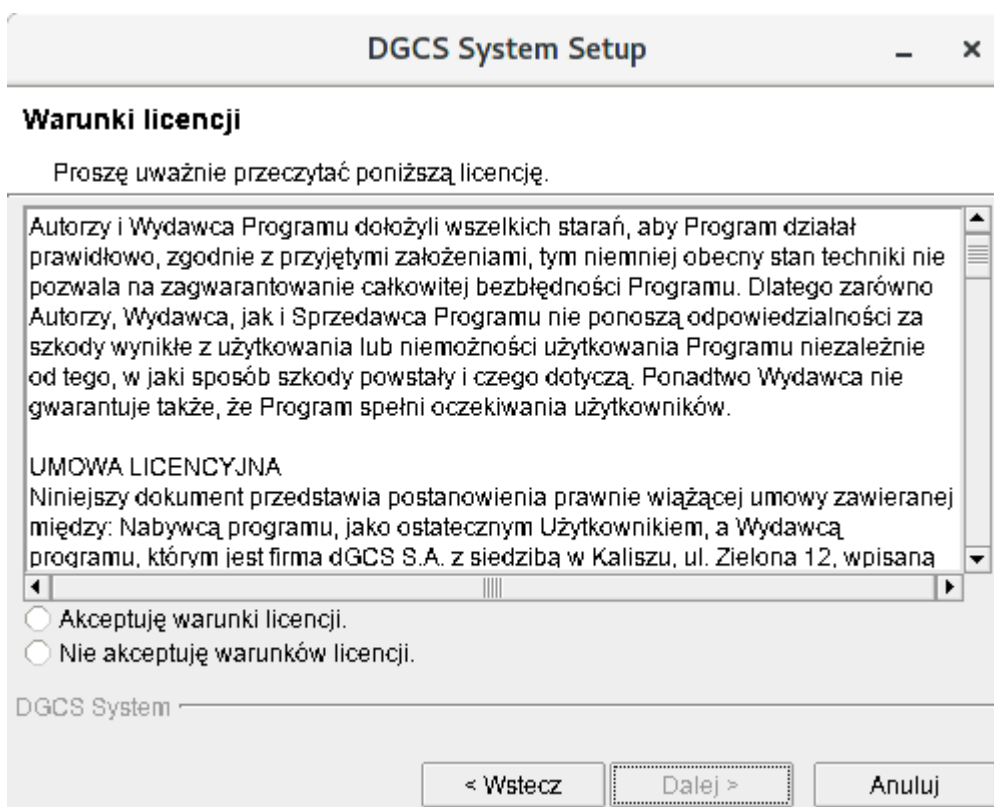 DGCS System Setup
Warunki licencji
Proszę uważnie przeczytać poniższą licencję.
Autorzy i Wydawca Programu dołożyli wszelkich starań, aby Program działał
prawidłowo, zgodnie z przyjętymi założeniami, tym niemniej obecny stan techniki nie
pozwala na zagwarantowanie całkowitej bezbłędności Programu. Dlatego zarówno
Autorzy, Wydawca, jak i Sprzedawca Programu nie ponoszą odpowiedzialności za
szkody wynikłe z użytkowania lub niemożności użytkowania Programu niezależnie
od tego, w jaki sposób szkody powstały i czego dotyczą. Ponadtwo Wydawca nie
gwarantuje także, że Program spełni oczekiwania użytkowników.
UMOWA LICENCYJNA
Niniejszy dokument przedstawia postanowienia prawnie wiążącej umowy zawieranej
między: Nabywcą programu, jako ostatecznym Użytkownikiem, a Wydawcą
programu, którym jest firma dGCS S.A. z siedzibą w Kaliszu, ul. Zielona 12, wpisaną
Akceptuję warunki licencji.
Nie akceptuję warunków licencji.
DGCS System
< Wstecz
Dalej >
Anuluj